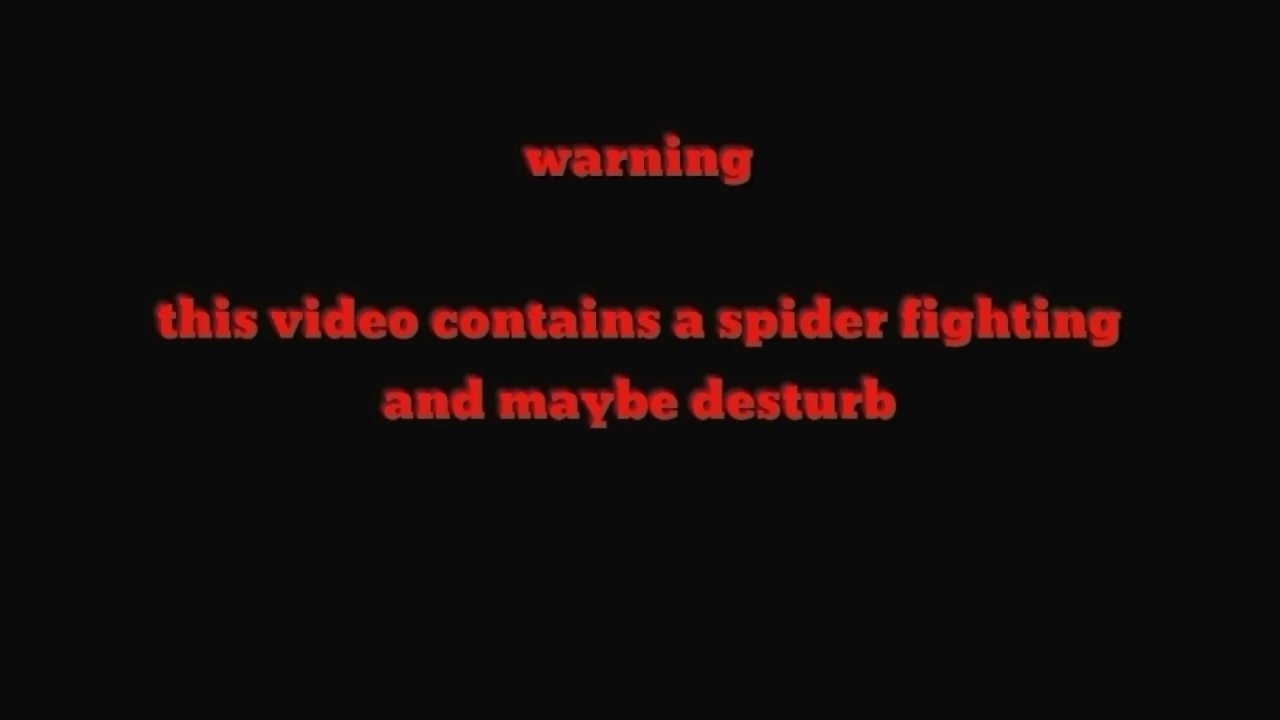 warning
this video contains a spider fighting
and maybe desturb